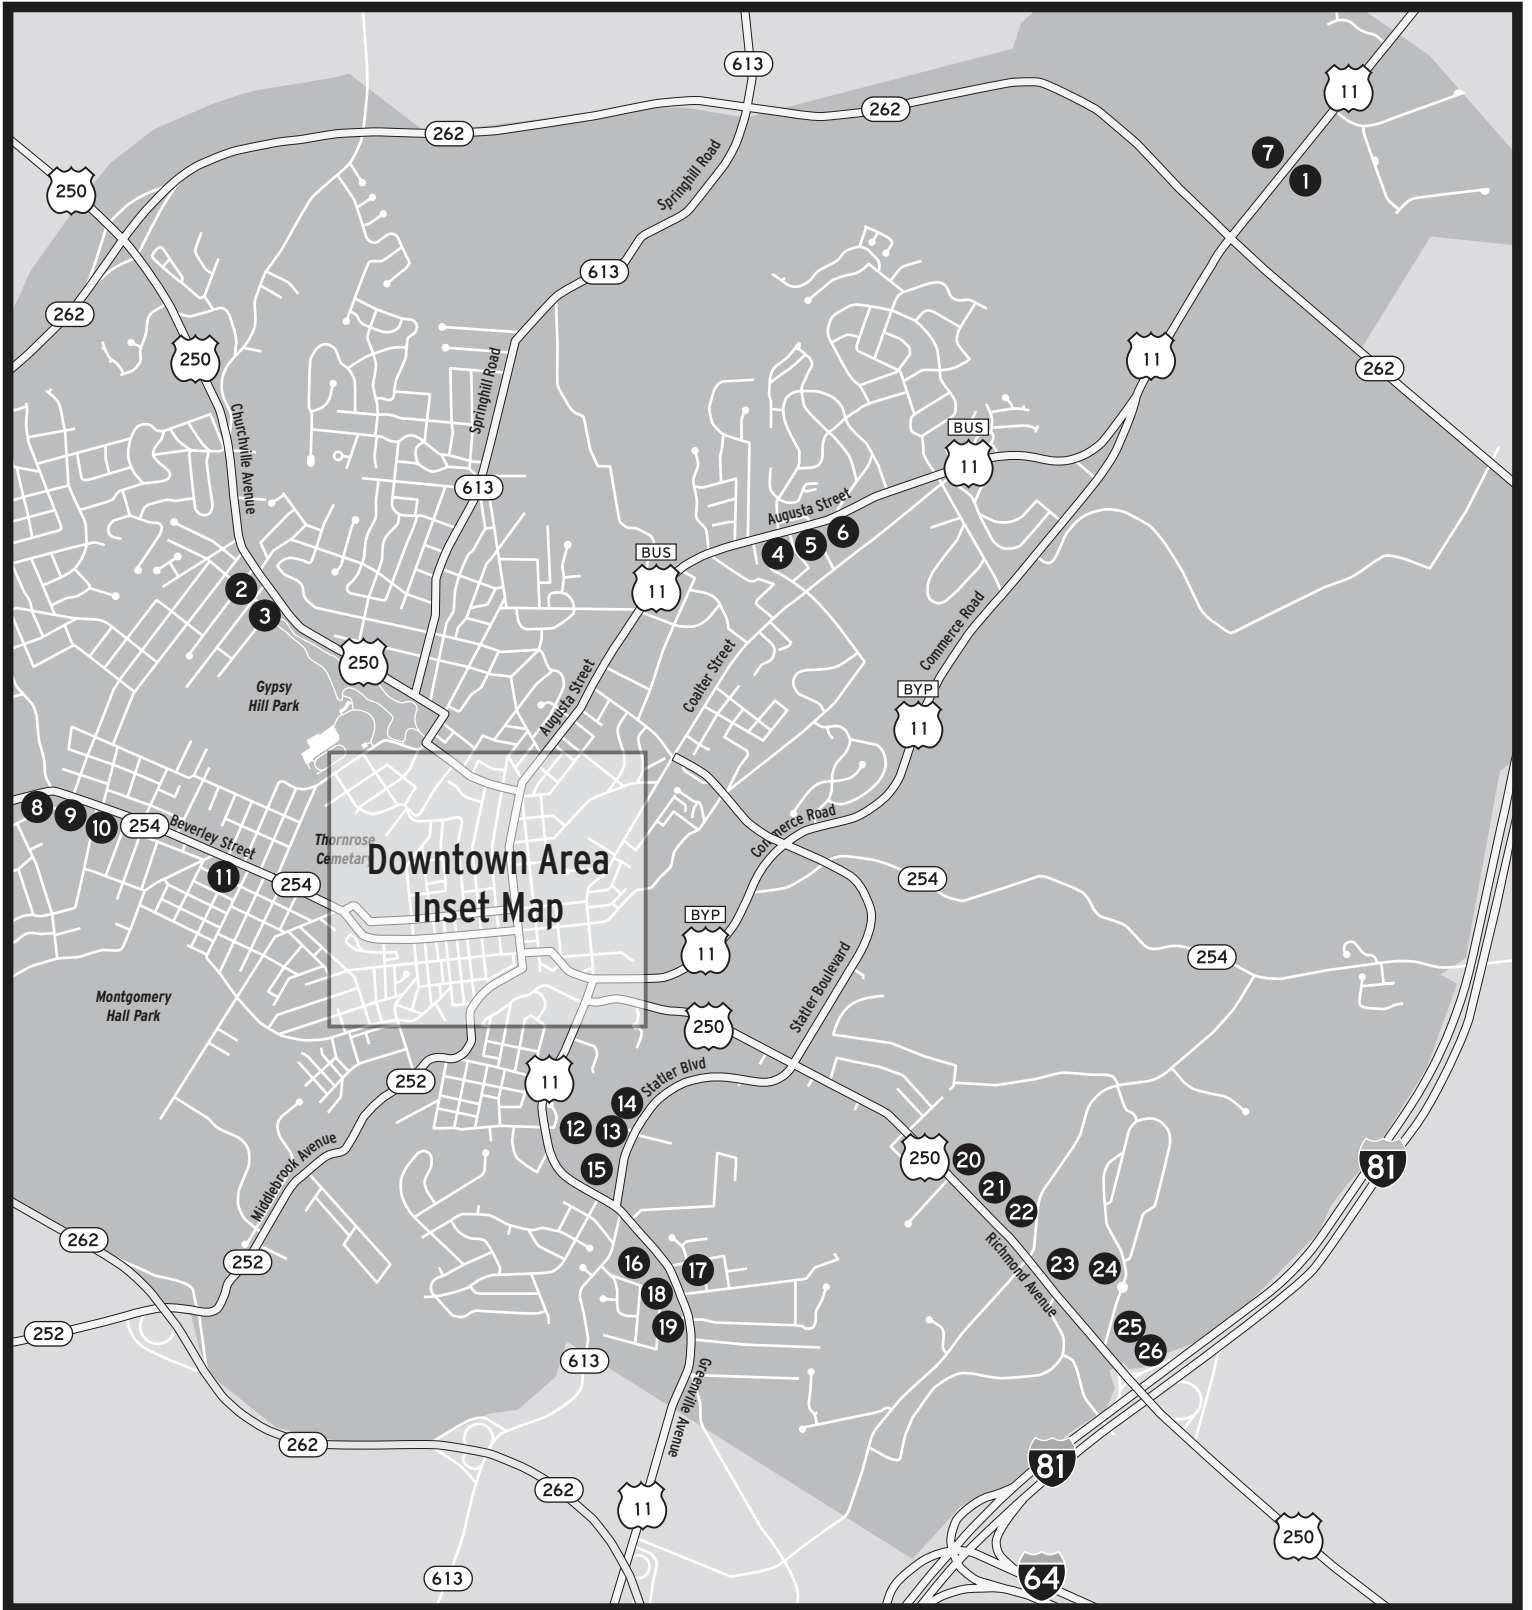 613
262
11
262
7
1
250
Springhill Road
613
262
250
11
262
Springhill Road
Churchville Avenue
BUS
11
613
Augusta Street
6
5
4
BUS
11
2
3
Commerce Road
250
Coalter Street
Augusta Street
Gypsy
Hill Park
BYP
11
8
9
10
254
Beverley Street
Commerce Road
Thornrose
Cemetary
Downtown Area
Inset Map
11
254
254
BYP
11
254
Statler Boulevard
Montgomery
Hall Park
250
252
11
Statler Blvd
14
12
13
15
Middlebrook Avenue
250
20
21
22
81
262
252
16
17
18
19
Richmond Avenue
23
24
25
26
252
613
Greenville Avenue
262
81
262
11
250
613
64